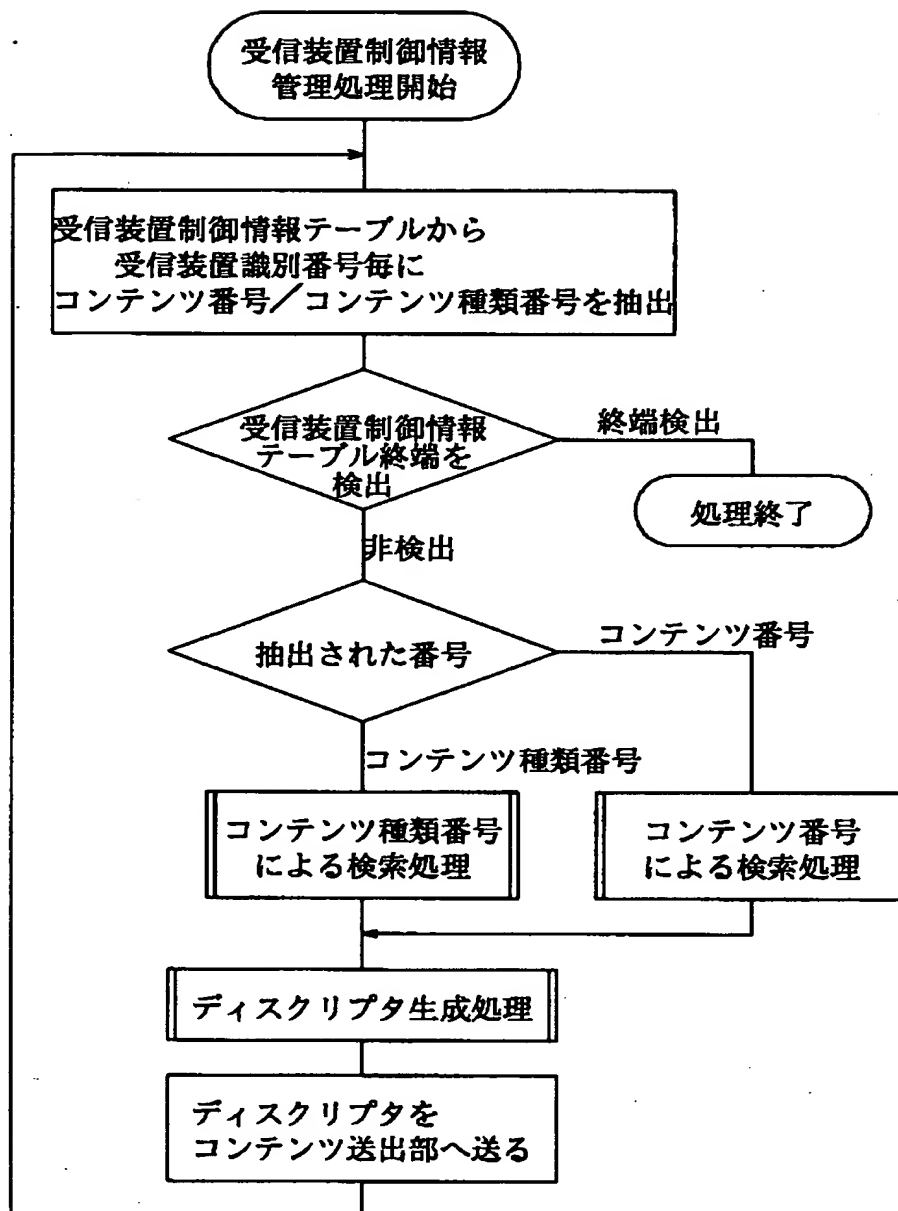 受信装置制御情報
管理処理開始
受信装置制御情報テーブルから
受信装置識別番号毎に
コンテンツ番号／コンテンツ種類番号を抽出
受信装置制御情報
テーブル終端を
検出
終端検出
処理終了
非検出
抽出された番号
コンテンツ番号
コンテンツ種類番号
コンテンツ種類番号
による検索処理
コンテンツ番号
による検索処理
ディスクリプタ生成処理
ディスクリプタを
コンテンツ送出部へ送る